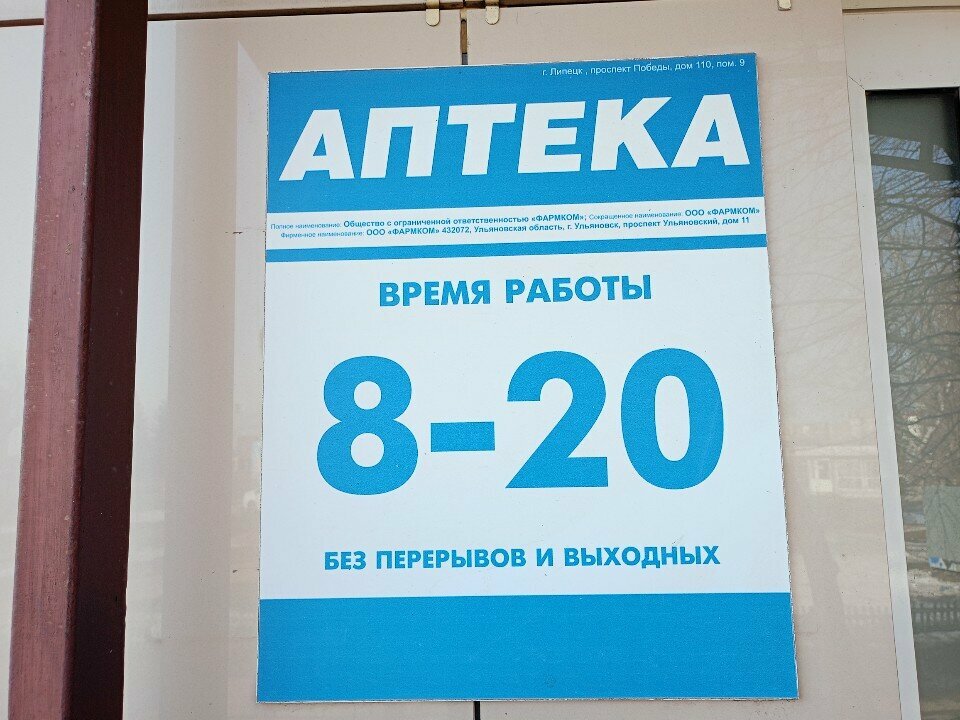 г. Липецк , проспект Победы, дом 110, пом. 9
АПТЕКА
Полное наименование: Общество с ограниченной ответственностью «ФАРМКОМ»; Сокращенное наименование: ООО «ФАРМКОМ»
Фирменное наименование: ООО «ФАРМКОМ» 432072, Ульяновская область, г. Ульяновск, проспект Ульяновский, дом 11
ВРЕМЯ РАБОТЫ
8-20
БЕЗ ПЕРЕРЫВОВ И ВЫХОДНЫХ